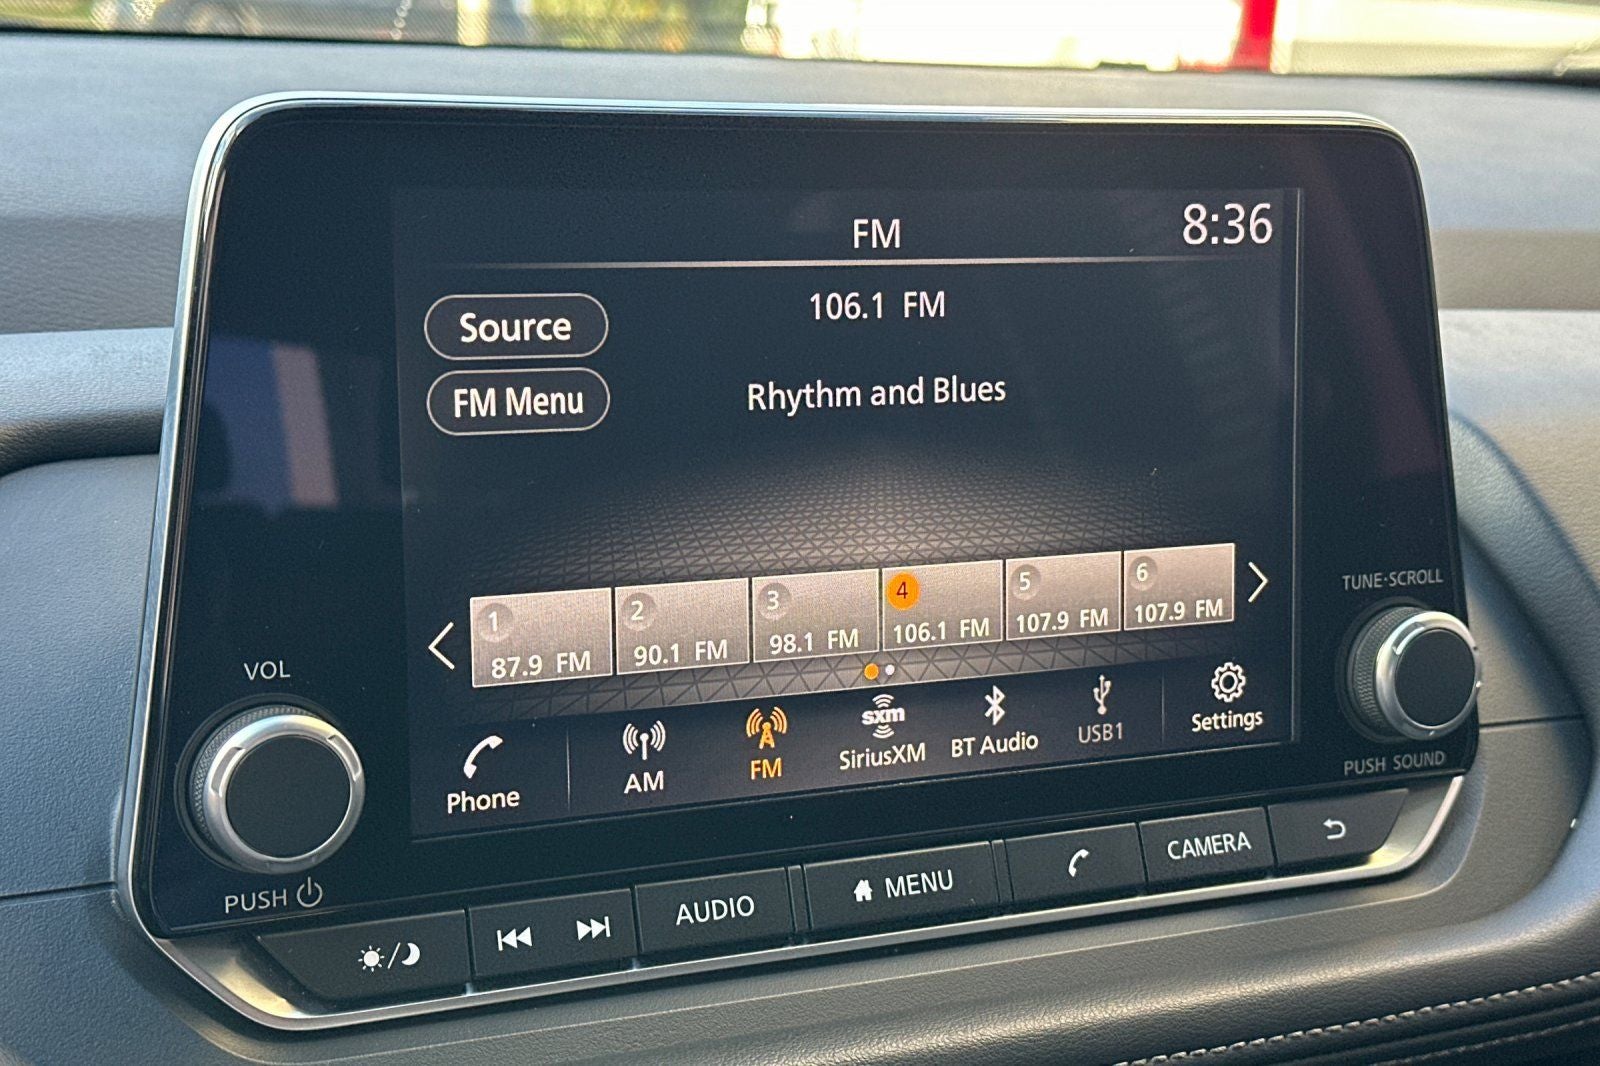 FM
8:36
Source
106.1 FM
FM Menu
Rhythm and Blues
1
87.9 FM
2
90.1 FM
3
98.1 FM
4
106.1 FM
5
107.9 FM
6
107.9 FM
Phone
AM
FM
sxm
SiriusXM
BT Audio
USB1
Settings
VOL
PUSH
TUNE·SCROLL
PUSH SOUND
AUDIO
MENU
CAMERA